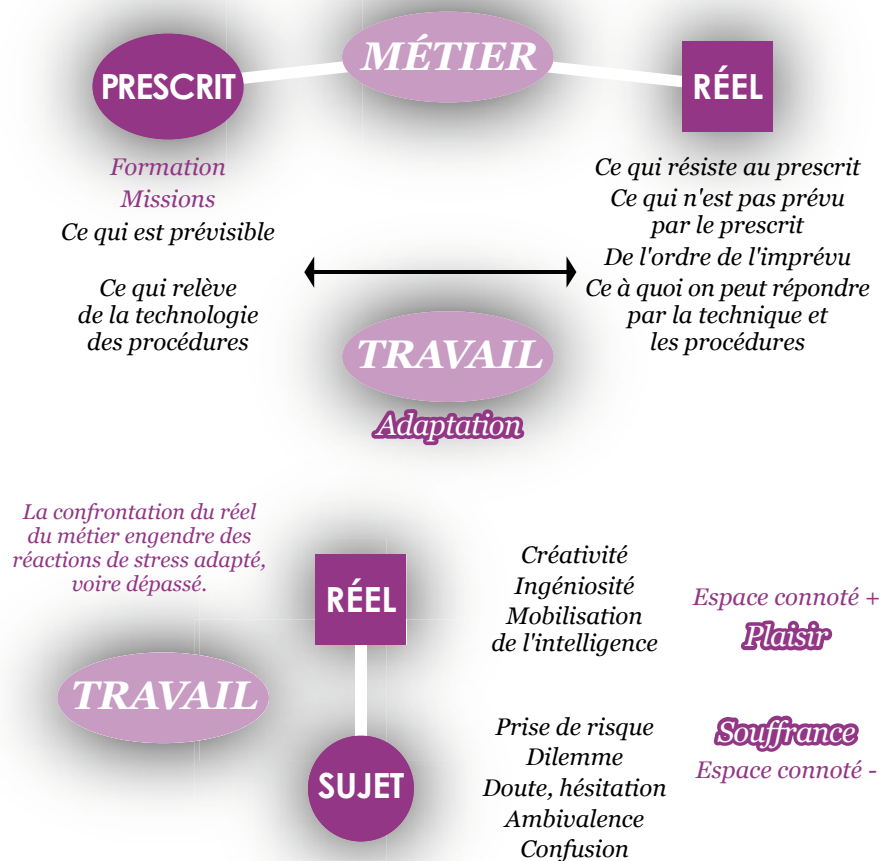 MÉTIER
PRESCRIT
RÉEL
Formation
Missions
Ce qui est prévisible
Ce qui relève
de la technologie
des procédures
Ce qui résiste au prescrit
Ce qui n'est pas prévu
par le prescrit
De l'ordre de l'imprévu
Ce à quoi on peut répondre
par la technique et
les procédures
TRAVAIL
Adaptation
La confrontation du réel
du métier engendre des
réactions de stress adapté,
voire dépassé.
RÉEL
TRAVAIL
SUJET
Créativité
Ingéniosité
Mobilisation
de l'intelligence
Espace connoté +
Plaisir
Prise de risque
Dilemme
Doute, hésitation
Ambivalence
Confusion
Souffrance
Espace connoté -